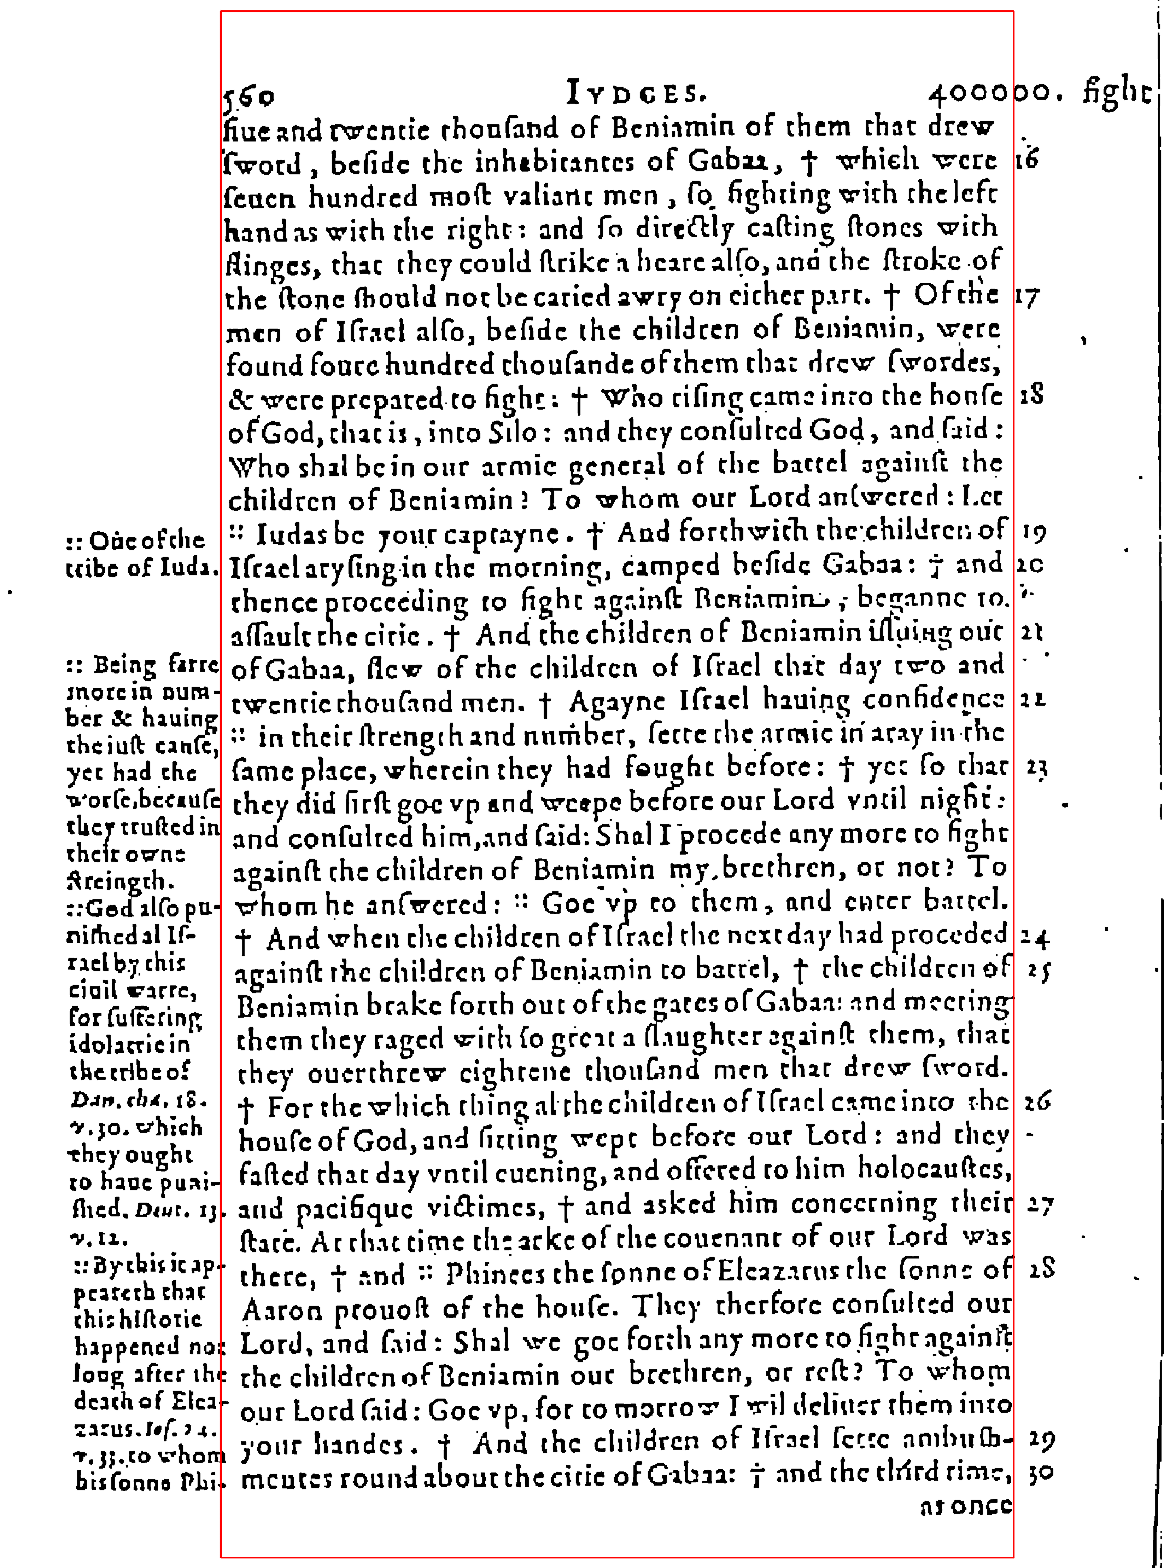 560 IVDGES. 400000. fight
fiue and twentie thouſand of Beniamin of them that drew
ſword, beſide the inhabitantes of Gabaa, † which were 16
ſeuen hundred moſt valiant men, ſo fighting with the left
hand as with the right: and ſo directly caſting ſtones with
ſlinges, that they could ſtrike a heare alſo, and the ſtroke of
the ſtone ſhould not be caried awry on either part. † Of the 17
men of Iſrael alſo, beſide the children of Beniamin, were
found foure hundred thouſande of them that drew ſwordes,
& were prepared to fight: † Who riſing came into the houſe 18
of God, that is, into Silo: and they conſulted God, and ſaid:
Who shal be in our armie general of the battel againſt the
children of Beniamin? To whom our Lord anſwered: Let
:: Iudas be your captayne. † And forthwith the children of 19
Iſrael aryſing in the morning, camped beſide Gabaa: † and 20
thence proceeding to fight againſt Beniamin, beganne to
aſſault the citie. † And the children of Beniamin iſſuing out 21
of Gabaa, ſlew of the children of Iſrael that day two and
twentie thouſand men. † Agayne Iſrael hauing confidence 22
:: in their ſtrength and number, ſette the armie in aray in the
ſame place, wherein they had fought before: † yet ſo that 23
they did firſt goe vp and weepe before our Lord vntil night:
and conſulted him, and ſaid: Shal I procede any more to fight
againſt the children of Beniamin my brethren, or not? To
whom he anſwered: :: Goe vp to them, and enter battel.
† And when the children of Iſrael the next day had proceded 24
againſt the children of Beniamin to battel, † the children of 25
Beniamin brake forth out of the gates of Gabaa: and meeting
them they raged with ſo great a ſlaughter againſt them, that
they ouerthrew eightene thouſand men that drew ſword.
† For the which thing al the children of Iſrael came into the 26
houſe of God, and ſitting wept before our Lord: and they
faſted that day vntil euening, and offered to him holocauſtes,
and pacifique victimes, † and asked him concerning their 27
ſtate. At that time the arke of the couenant of our Lord was
there, † and :: Phinees the ſonne of Eleazarus the ſonne of 28
Aaron prouoſt of the houſe. They therfore conſulted our
Lord, and ſaid: Shal we goe forth any more to fight againſt
the children of Beniamin our brethren, or reſt? To whom
our Lord ſaid: Goe vp, for to morrow I wil deliuer them into
your handes. † And the children of Iſrael ſette ambuſh- 29
mentes round about the citie of Gabaa: † and the third time, 30
as once
:: One of the
tribe of Iuda.
:: Being farre
more in num-
ber & hauing
the iuſt cauſe,
yet had the
worſe, becauſe
they truſted in
their owne
ſtreingth.
:: God alſo pu-
niſhed al Iſ-
rael by this
ciuil warre,
for ſuffering
idolatrie in
the tribe of
Dan. cha. 18.
v. 30. which
they ought
to haue puni-
ſhed. Deut. 13.
v. 12.
:: By this it ap-
peareth that
this hiſtorie
happened not
long after the
death of Elea-
zarus. Ioſ. 24.
v. 33. to whom
his ſonne Phi-